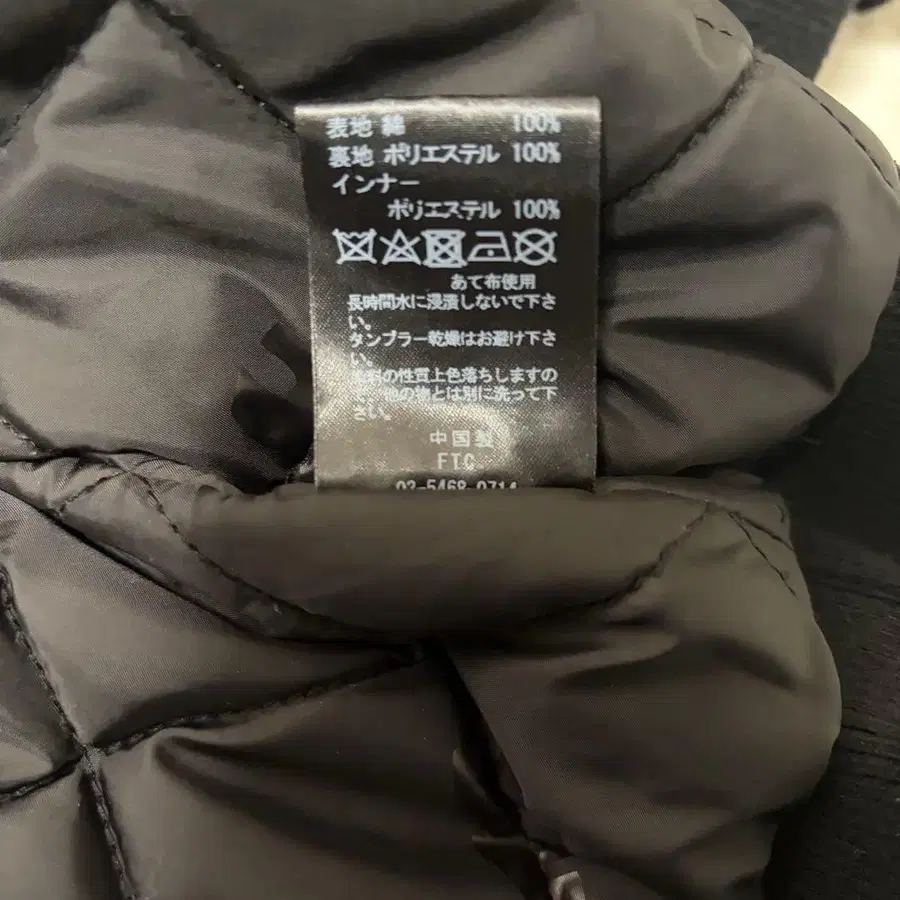 表地 綿 100%
裏地 ポリエステル 100%
インナー
ポリエステル 100%
あて布使用
長時間水に浸漬しないで下さ
い。
タンブラー乾燥はお避け下さ
い。
の性質上色落ちしますの
他の物とは別に洗って下
さい。
中国製
FTC
03-5468-0714